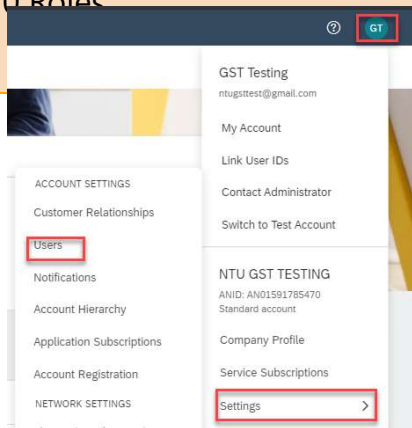 Roles
GT
GST Testing
ntugsttest@gmail.com
My Account
Link User IDs
Contact Administrator
Switch to Test Account
NTU GST TESTING
ANID: AN01591785470
Standard account
Company Profile
Service Subscriptions
Settings
ACCOUNT SETTINGS
Customer Relationships
Users
Notifications
Account Hierarchy
Application Subscriptions
Account Registration
NETWORK SETTINGS